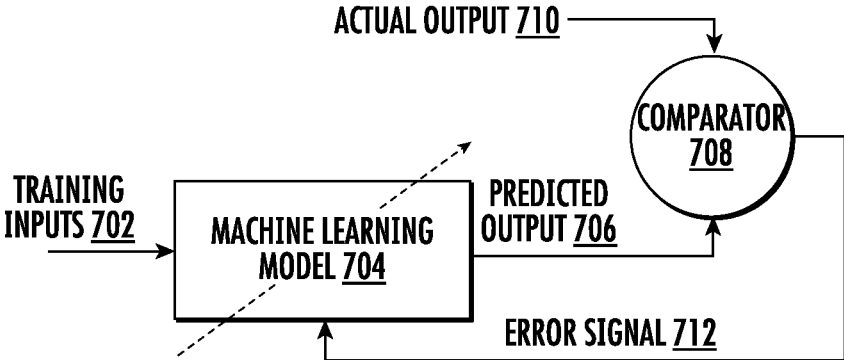 ACTUAL OUTPUT 710
COMPARATOR
708
TRAINING
INPUTS 702
MACHINE LEARNING
MODEL 704
PREDICTED
OUTPUT 706
ERROR SIGNAL 712